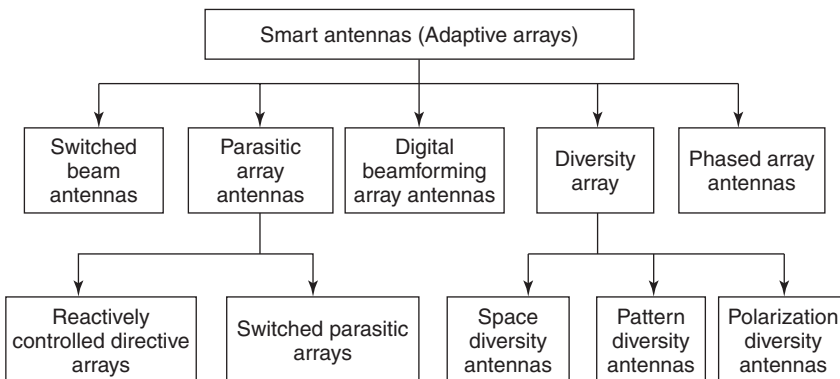 Smart antennas (Adaptive arrays)
Switched
beam
antennas
Parasitic
array
antennas
Digital
beamforming
array antennas
Diversity
array
Phased array
antennas
Reactively
controlled directive
arrays
Switched parasitic
arrays
Space
diversity
antennas
Pattern
diversity
antennas
Polarization
diversity
antennas